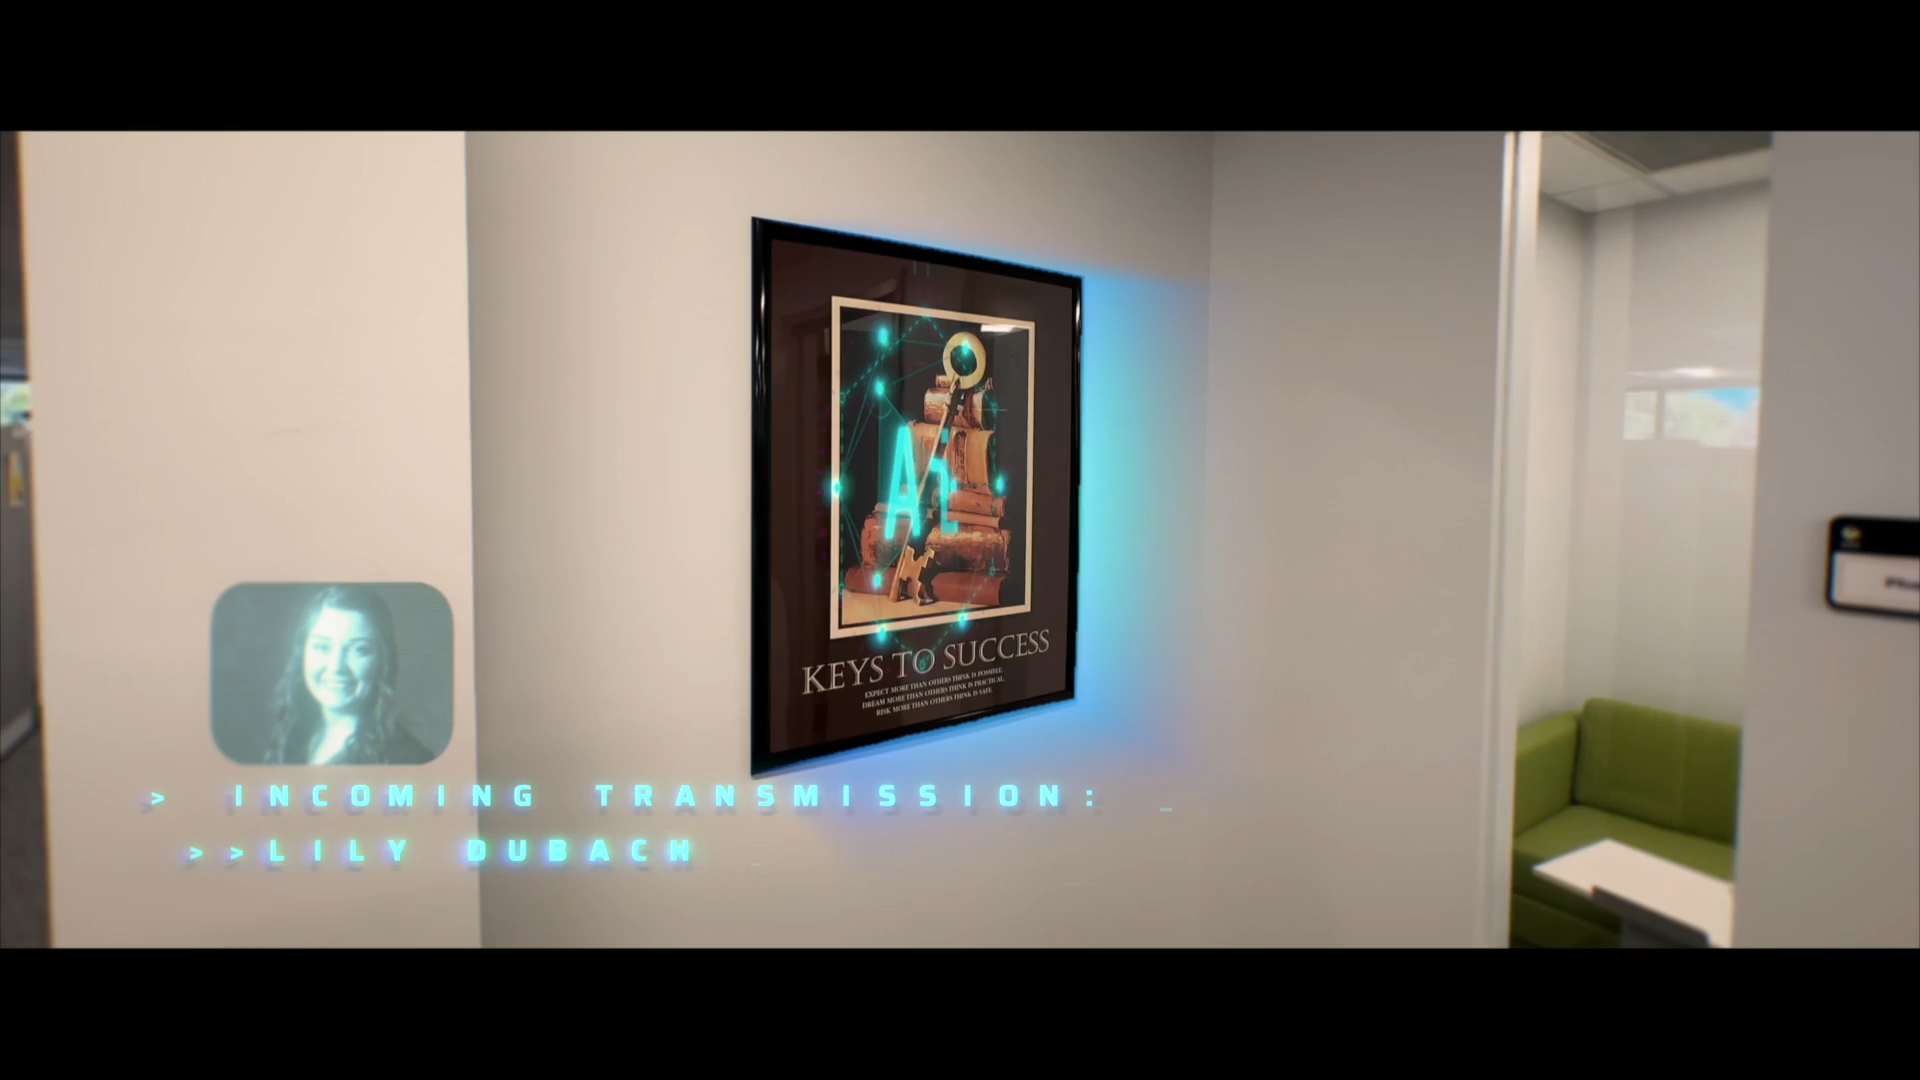 KEYS TO SUCCESS
EXPECT MORE THAN OTHERS THINK IS POSSIBLE.
DREAM MORE THAN OTHERS THINK IS PRACTICAL.
RISK MORE THAN OTHERS THINK IS SAFE.
> INCOMING TRANSMISSION: _
>>LILY DUBACH _